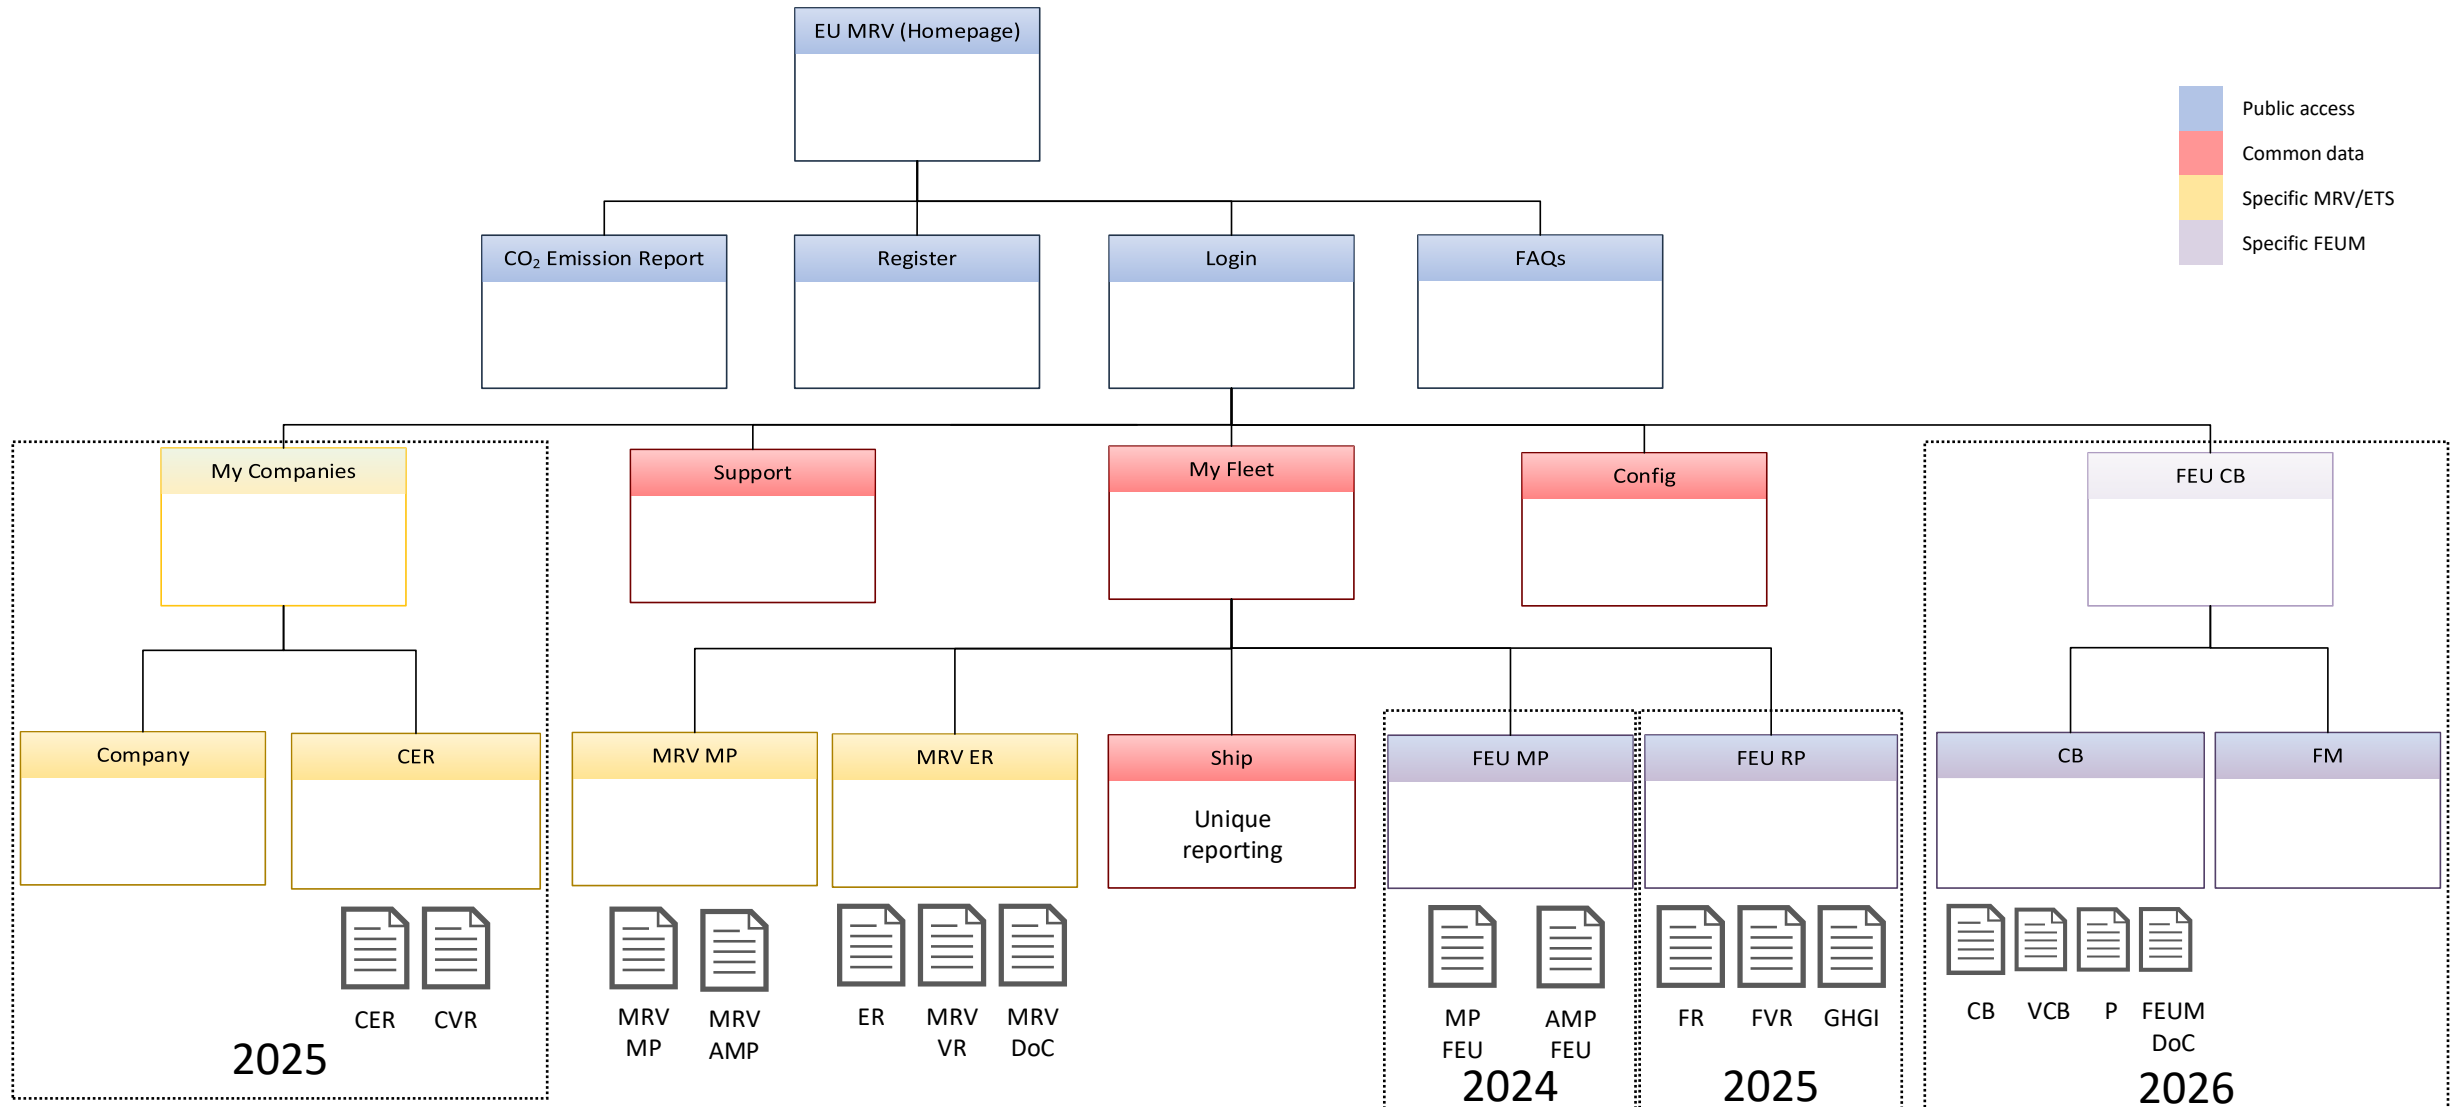 EU MRV (Homepage)
Public access
Common data
Specific MRV/ETS
Specific FEUM
CO₂ Emission Report
Register
Login
FAQs
My Companies
Support
My Fleet
Config
FEU CB
Company
CER
MRV MP
MRV ER
Ship
Unique
reporting
FEU MP
FEU RP
CB
FM
CER
CVR
2025
MRV
MP
MRV
AMP
ER
MRV
VR
MRV
DoC
MP
FEU
AMP
FEU
2024
FR
FVR
GHGI
2025
CB
VCB
P
FEUM
DoC
2026